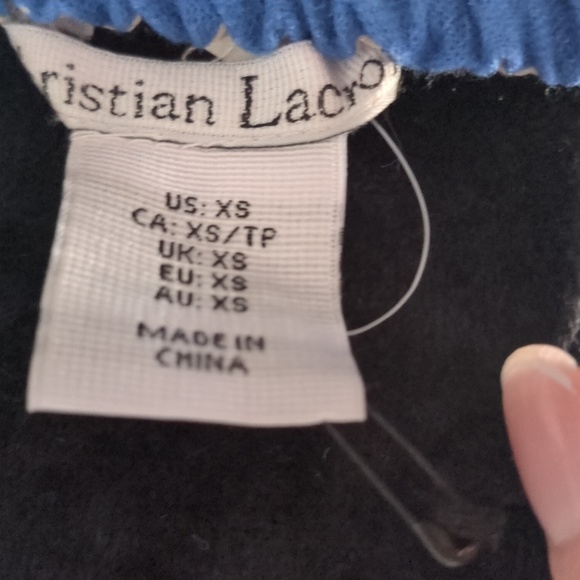 ristian Lacro
US: XS
CA: XS/TP
UK: XS
EU: XS
AU: XS
MADE IN
CHINA